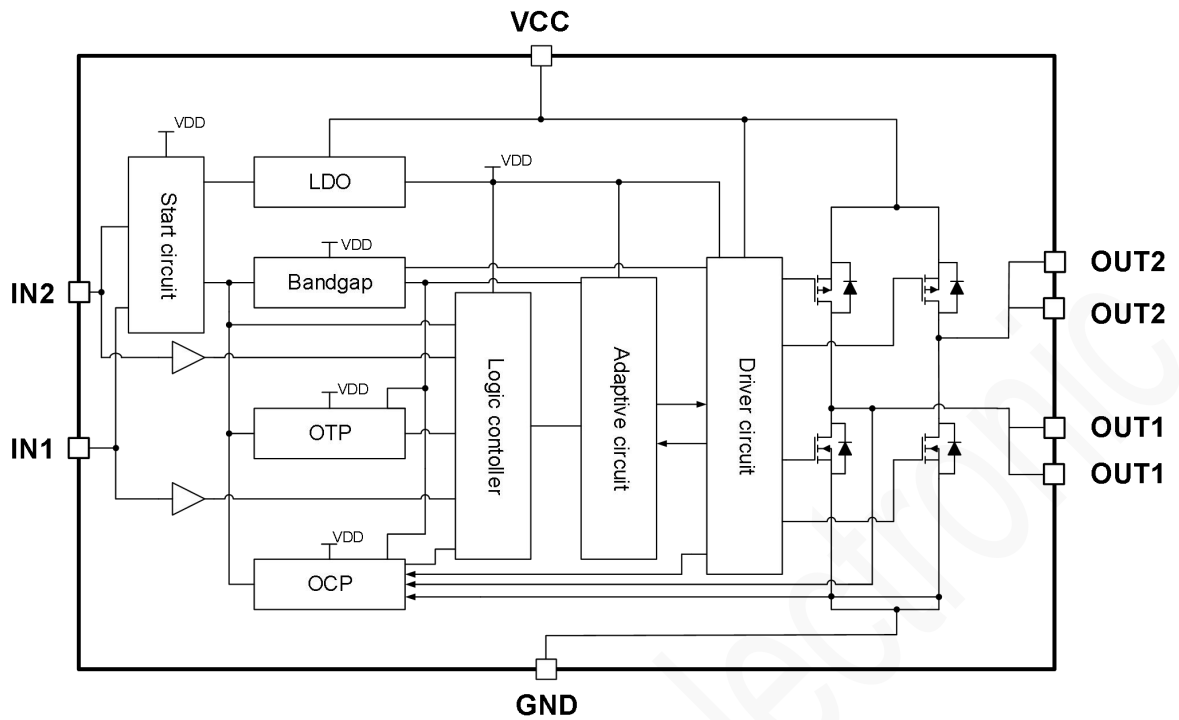 VCC
VDD
VDD
Start circuit
LDO
VDD
Bandgap
IN2
OUT2
OUT2
Logic contoller
Adaptive circuit
Driver circuit
VDD
OTP
IN1
OUT1
OUT1
VDD
OCP
GND